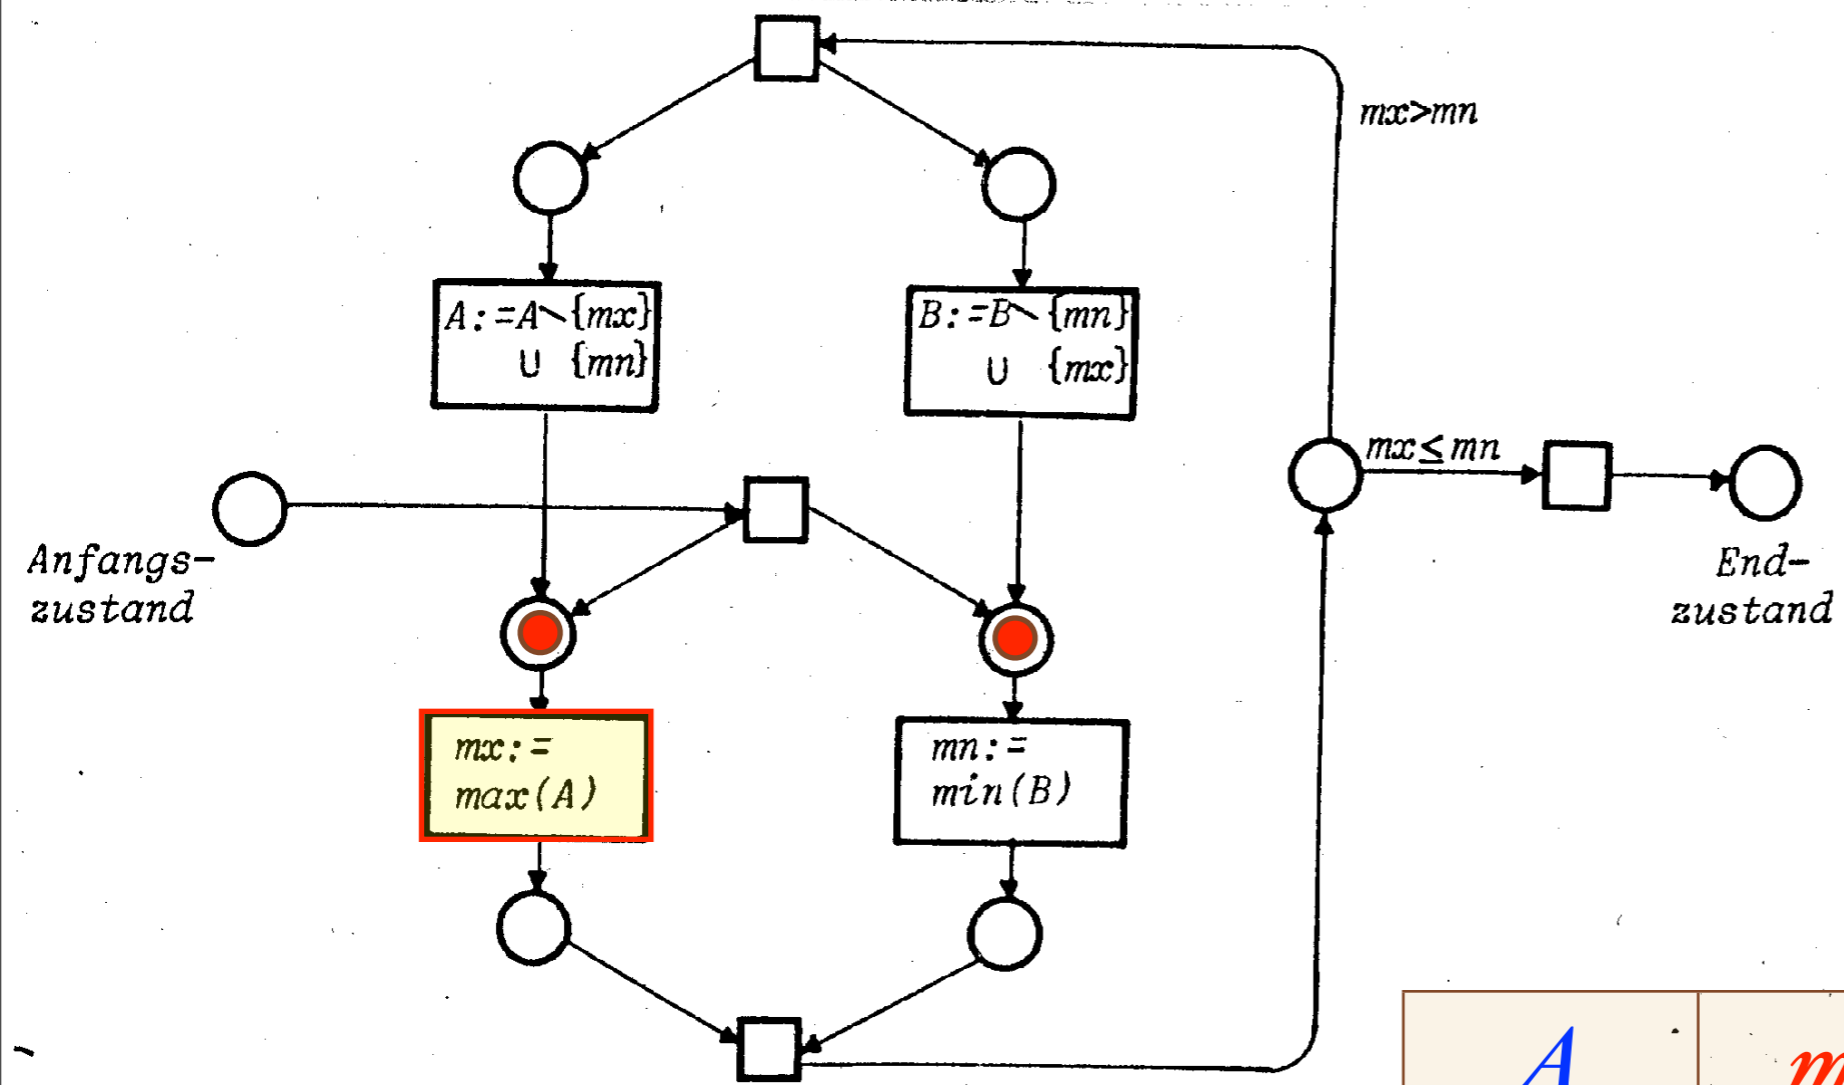 mx>mn
A:=A∖{mx}
∪ {mn}
B:=B∖{mn}
∪ {mx}
mx≤mn
Anfangs-
zustand
End-
zustand
mx:=
max(A)
mn:=
min(B)
A